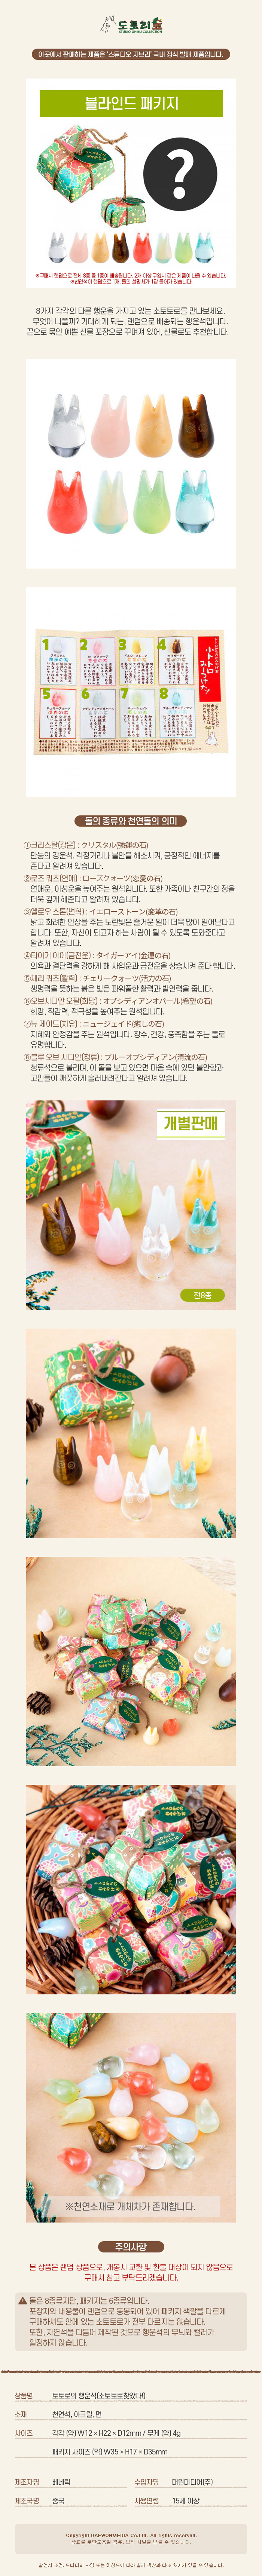 도토리숲
STUDIO GHIBLI COLLECTION
이곳에서 판매하는 제품은 '스튜디오 지브리' 국내 정식 발매 제품입니다.
블라인드 패키지
?
※구매시 랜덤으로 전체 8종 중 1종이 배송됩니다. 2개 이상 구입시 같은 제품이 나올 수 있습니다.
※천연석이 랜덤으로 1개, 돌의 설명서가 1장 들어가 있습니다.
8가지 각각의 다른 행운을 가지고 있는 소토토로를 만나보세요.
무엇이 나올까? 기대하게 되는, 랜덤으로 배송되는 행운석입니다.
끈으로 묶인 예쁜 선물 포장으로 꾸며져 있어, 선물로도 추천합니다.
1 2 3 4
5 6 7 8
小トトロ
みいつけた!
돌의 종류와 천연돌의 의미
①크리스탈(강운) : クリスタル(強運の石)
만능의 강운석. 걱정거리나 불안을 해소시켜, 긍정적인 에너지를
준다고 알려져 있습니다.
②로즈 쿼츠(연애) : ローズクォーツ(恋愛の石)
연애운, 이성운을 높여주는 원석입니다. 또한 가족이나 친구간의 정을
더욱 깊게 해준다고 알려져 있습니다.
③옐로우 스톤(변혁) : イエローストーン(変革の石)
밝고 화려한 인상을 주는 노란빛은 즐거운 일이 더욱 많이 일어난다고
합니다. 또한, 자신이 되고자 하는 사람이 될 수 있도록 도와준다고
알려져 있습니다.
④타이거 아이(금전운) : タイガーアイ(金運の石)
의욕과 결단력을 강하게 해 사업운과 금전운을 상승시켜 준다 합니다.
⑤체리 쿼츠(활력) : チェリークォーツ(活力の石)
생명력을 뜻하는 붉은 빛은 파워풀한 활력과 발언력을 줍니다.
⑥오브시디안 오팔(희망) : オブシディアンオパール(希望の石)
희망, 직감력, 적극성을 높여주는 원석입니다.
⑦뉴 제이드(치유) : ニュージェイド(癒しの石)
지혜와 안정감을 주는 원석입니다. 장수, 건강, 풍족함을 주는 돌로
유명합니다.
⑧블루 오브 시디안(청류) : ブルーオブシディアン(清流の石)
청류석으로 불리며, 이 돌을 보고 있으면 마음 속에 있던 불안함과
고민들이 깨끗하게 흘러내려간다고 알려져 있습니다.
개별판매
전8종
※천연소재로 개체차가 존재합니다.
주의사항
본 상품은 랜덤 상품으로, 개봉시 교환 및 환불 대상이 되지 않음으로
구매시 참고 부탁드리겠습니다.
돌은 8종류지만, 패키지는 6종류입니다.
포장지와 내용물이 랜덤으로 동봉되어 있어 패키지 색깔을 다르게
구매하셔도 안에 있는 소토토로가 전부 다르지는 않습니다.
또한, 자연석을 다듬어 제작된 것으로 행운석의 무늬와 컬러가
일정하지 않습니다.
상품명 토토로의 행운석(소토토로찾았다!)
소재 천연석, 아크릴, 면
사이즈 각각 (약) W12 × H22 × D12mm / 무게 (약) 4g
패키지 사이즈 (약) W35 × H17 × D35mm
제조자명 베네릭 수입자명 대원미디어(주)
제조국명 중국 사용연령 15세 이상
Copyright DAEWONMEDIA Co.Ltd. All rights reserved.
상표를 무단도용할 경우, 법적 처벌을 받을 수 있습니다.
촬영시 조명, 모니터의 사양 또는 해상도에 따라 실제 색상과 다소 차이가 있을 수 있습니다.